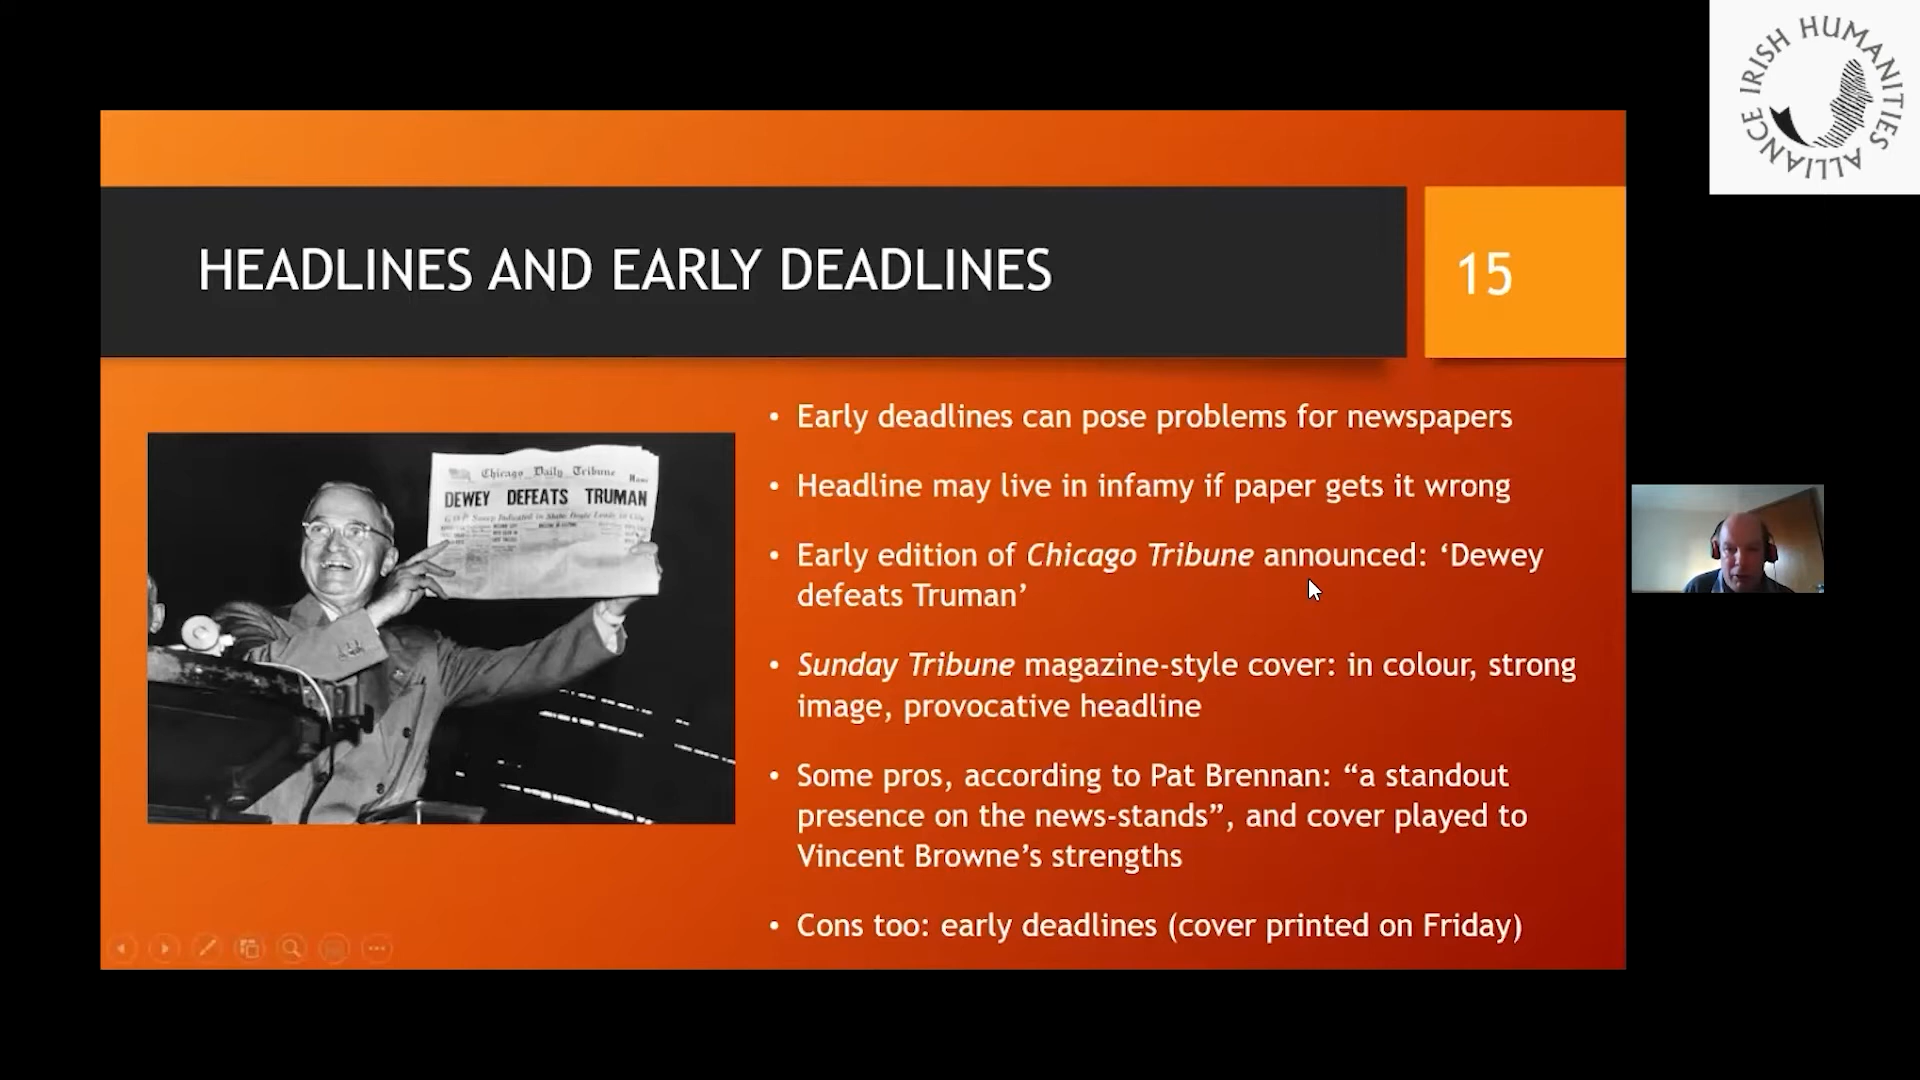 IRISH HUMANITIES ALLIANCE
HEADLINES AND EARLY DEADLINES
15
Chicago Daily Tribune
DEWEY DEFEATS TRUMAN
• Early deadlines can pose problems for newspapers
• Headline may live in infamy if paper gets it wrong
• Early edition of Chicago Tribune announced: ‘Dewey
defeats Truman’
• Sunday Tribune magazine-style cover: in colour, strong
image, provocative headline
• Some pros, according to Pat Brennan: “a standout
presence on the news-stands”, and cover played to
Vincent Browne’s strengths
• Cons too: early deadlines (cover printed on Friday)